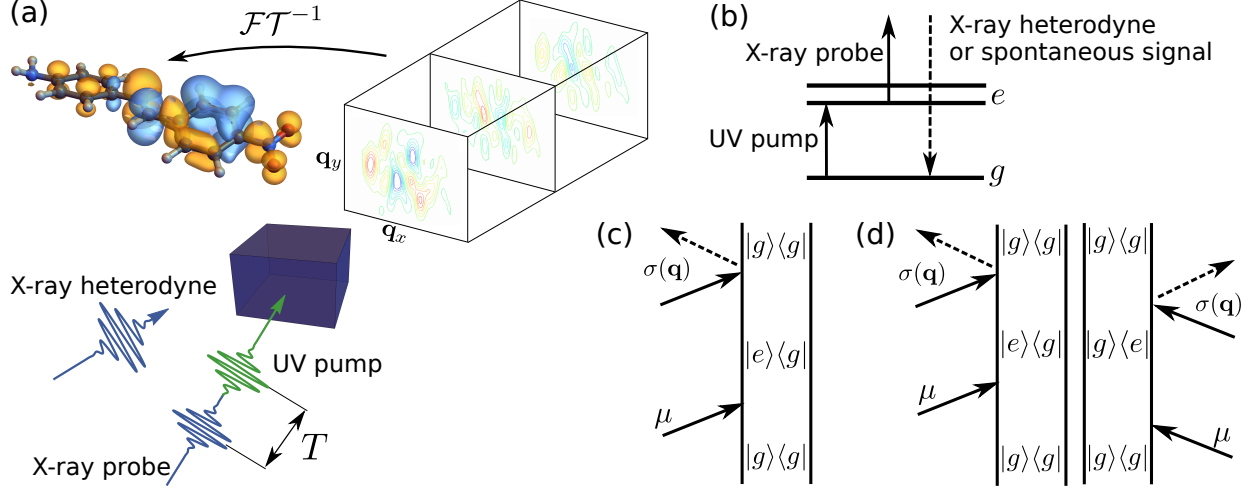 (a)
ℱ𝒯⁻¹
q_y
q_x
X-ray heterodyne
UV pump
X-ray probe
T
(b)
X-ray probe
X-ray heterodyne
or spontaneous signal
e
UV pump
g
(c)
σ(q)
|g⟩⟨g|
|e⟩⟨g|
μ
|g⟩⟨g|
(d)
σ(q)
|g⟩⟨g|
|g⟩⟨g|
σ(q)
|e⟩⟨g|
|g⟩⟨e|
μ
μ
|g⟩⟨g|
|g⟩⟨g|